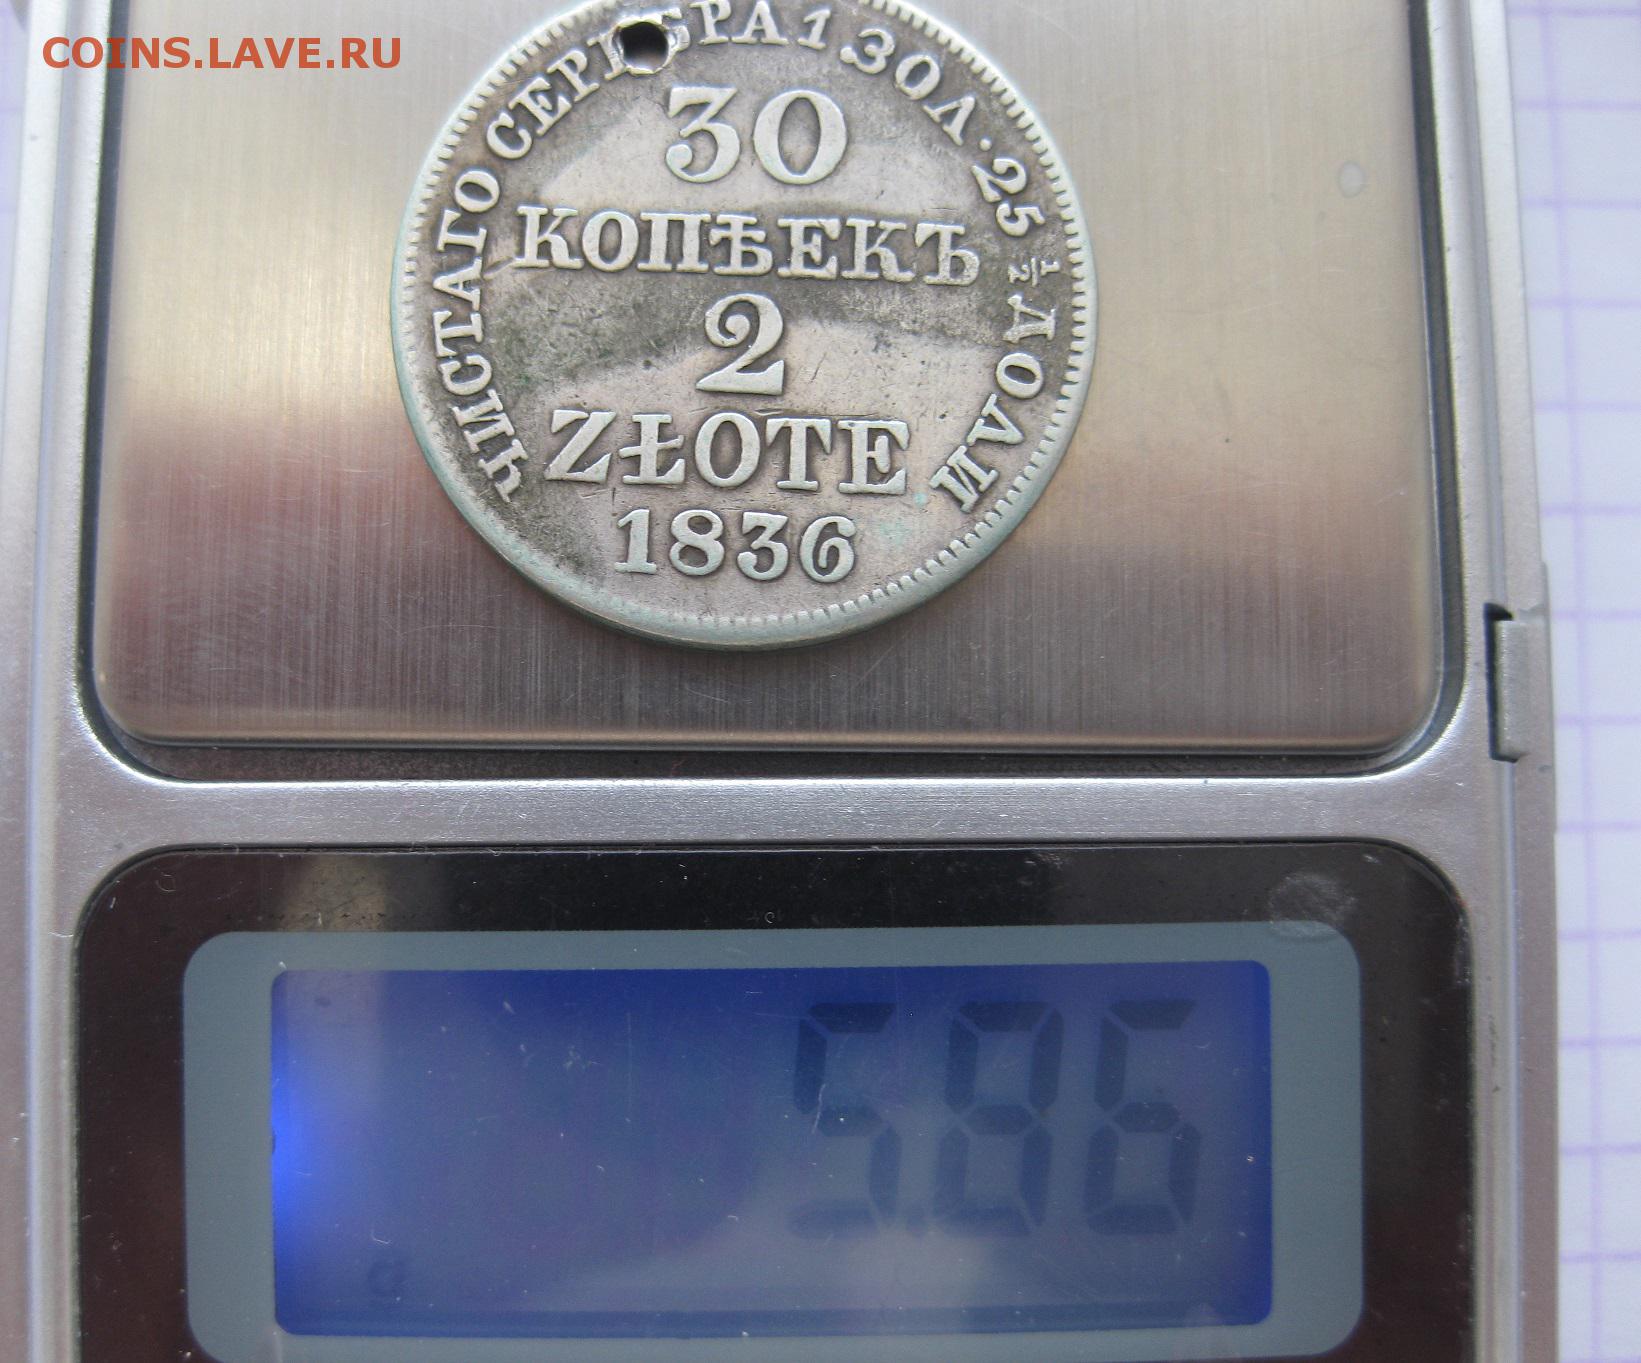 COINS.LAVE.RU
ЧИСТАГО СЕРЕБРА 1 ЗОЛ. 25 1/2 ДОЛИ
30
КОПѢЕКЪ
2
ZŁOTE
1836
5.86